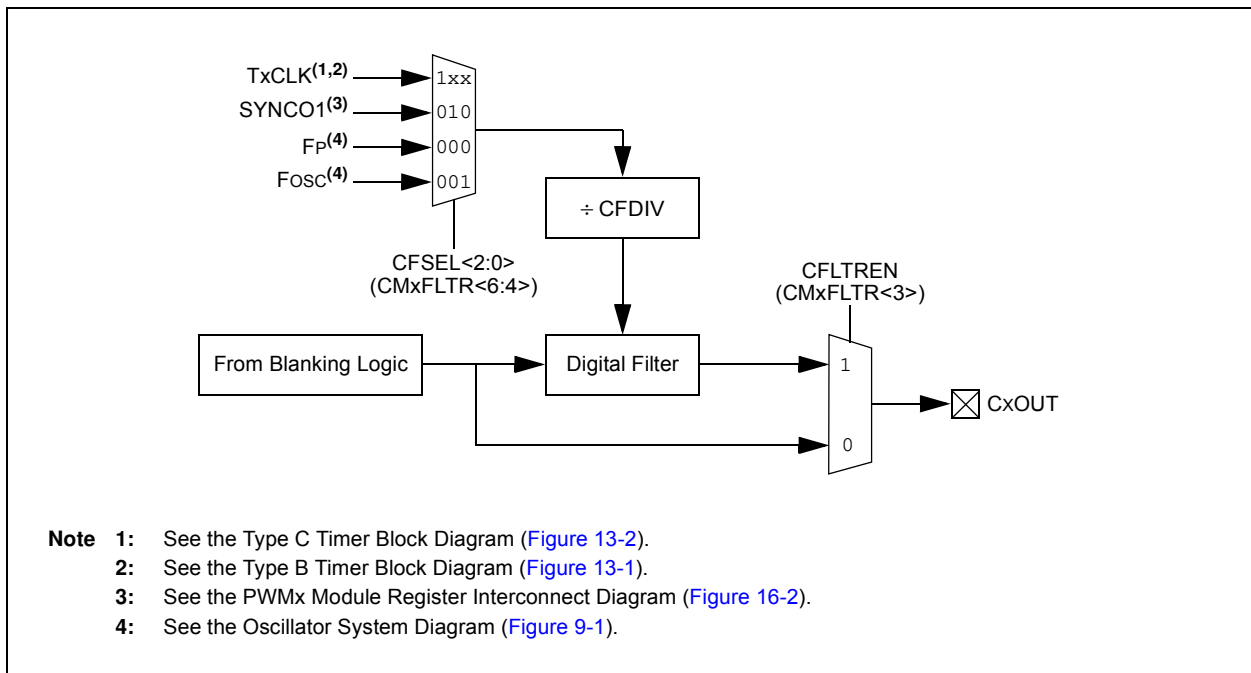 TxCLK(1,2)
SYNCO1(3)
FP(4)
FOSC(4)
1xx
010
000
001
÷ CFDIV
CFSEL<2:0>
(CMxFLTR<6:4>)
CFLTREN
(CMxFLTR<3>)
From Blanking Logic
Digital Filter
1
0
CxOUT
Note 1: See the Type C Timer Block Diagram (Figure 13-2).
2: See the Type B Timer Block Diagram (Figure 13-1).
3: See the PWMx Module Register Interconnect Diagram (Figure 16-2).
4: See the Oscillator System Diagram (Figure 9-1).